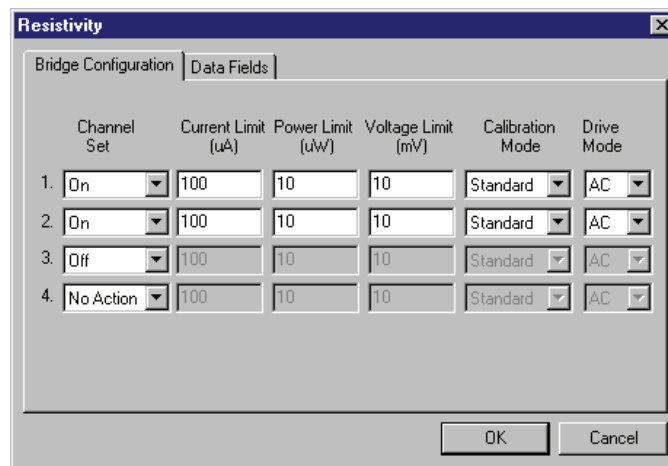 Resistivity
Bridge Configuration Data Fields
Channel Set Current Limit (uA) Power Limit (uW) Voltage Limit (mV) Calibration Mode Drive Mode
1. On 100 10 10 Standard AC
2. On 100 10 10 Standard AC
3. Off 100 10 10 Standard AC
4. No Action 100 10 10 Standard AC
OK Cancel